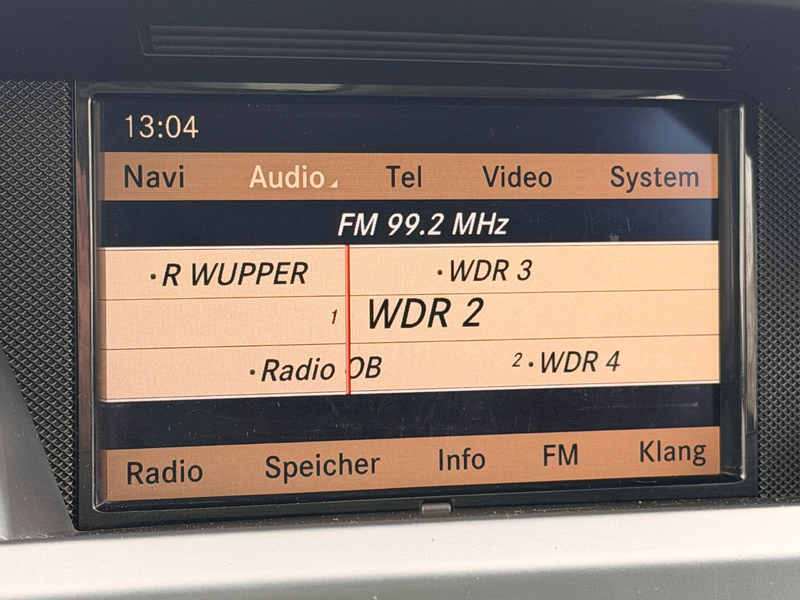 13:04
Navi Audio Tel Video System
FM 99.2 MHz
·R WUPPER ·WDR 3
1 WDR 2
·Radio OB 2·WDR 4
Radio Speicher Info FM Klang